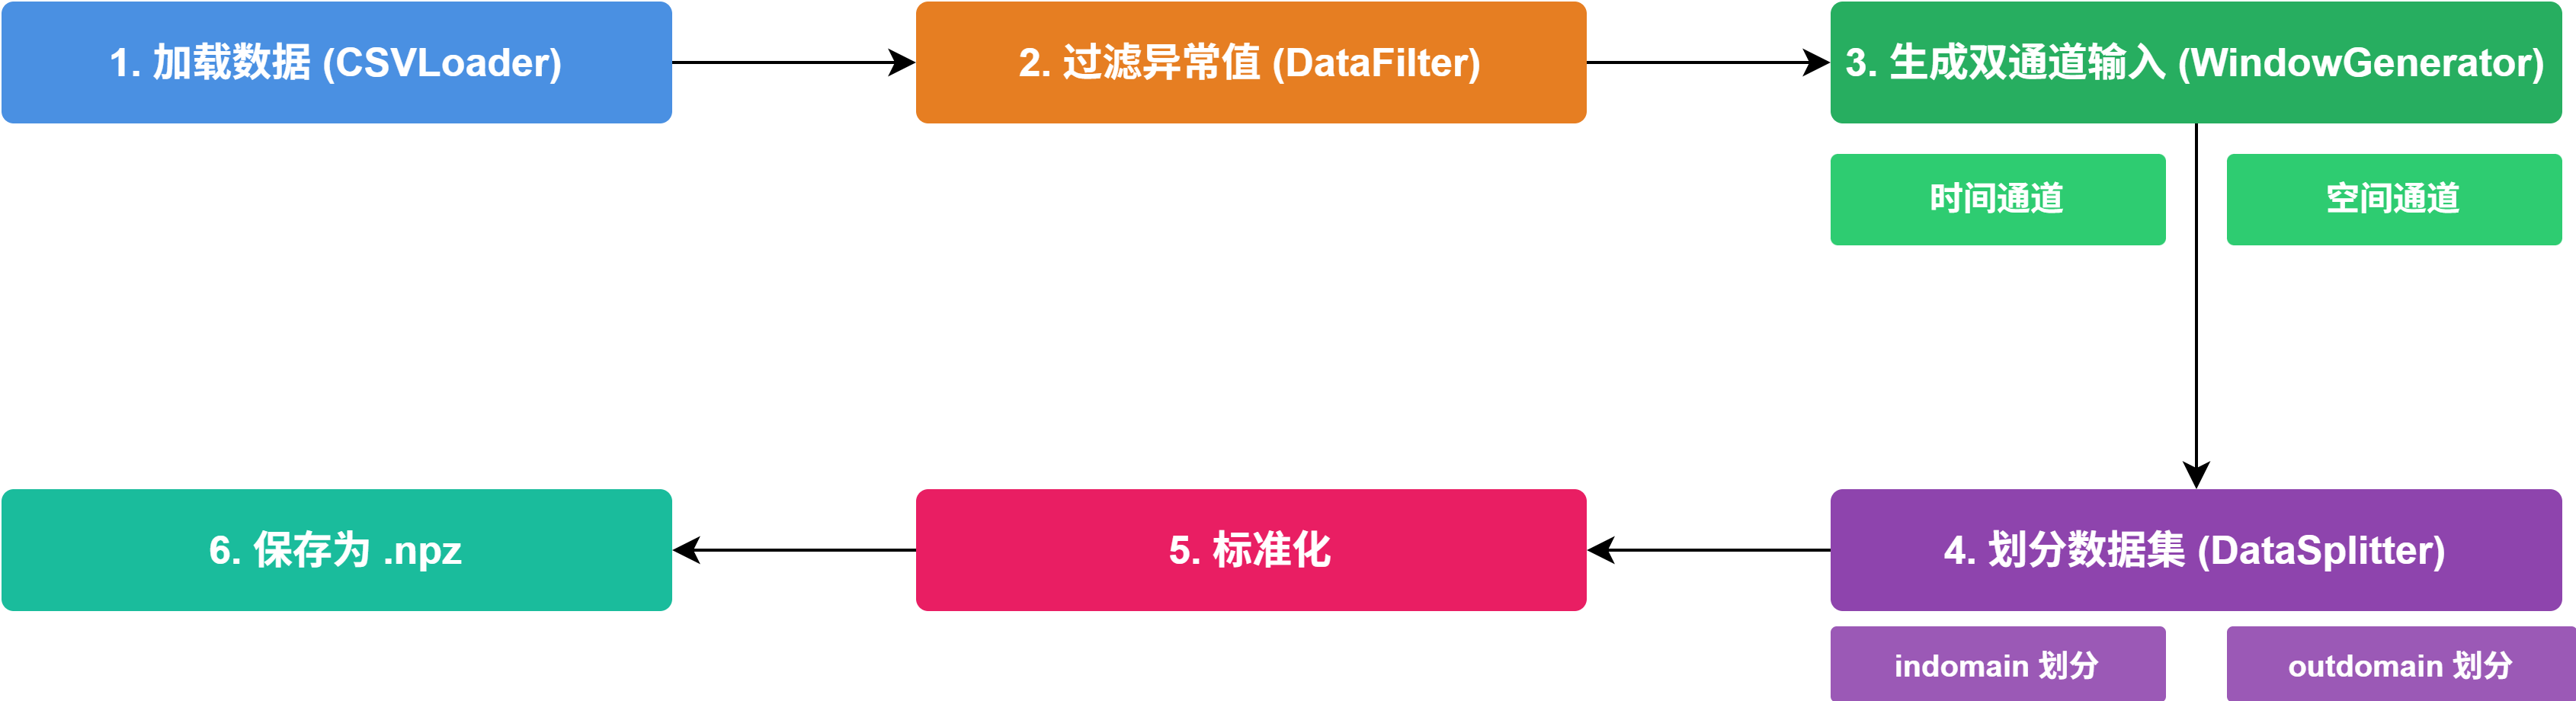 1. 加载数据 (CSVLoader)
2. 过滤异常值 (DataFilter)
3. 生成双通道输入 (WindowGenerator)
时间通道
空间通道
4. 划分数据集 (DataSplitter)
indomain 划分
outdomain 划分
5. 标准化
6. 保存为 .npz